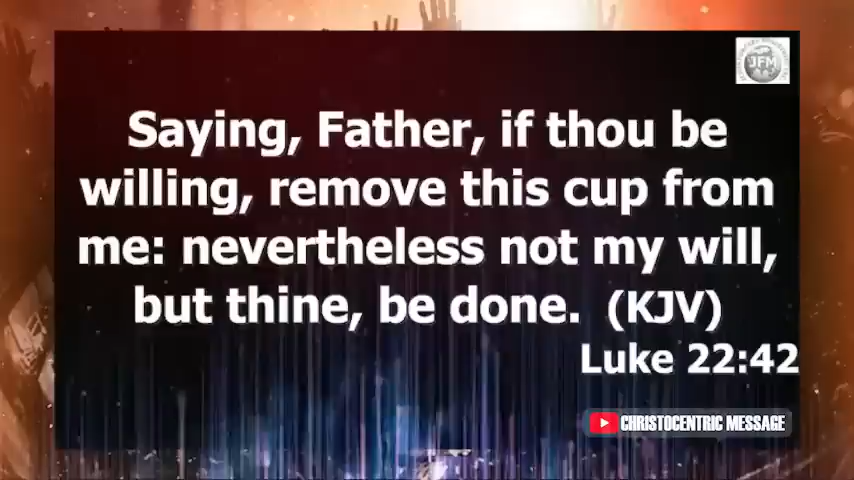 JFM
Saying, Father, if thou be
willing, remove this cup from
me: nevertheless not my will,
but thine, be done. (KJV)
Luke 22:42
CHRISTOCENTRIC MESSAGE